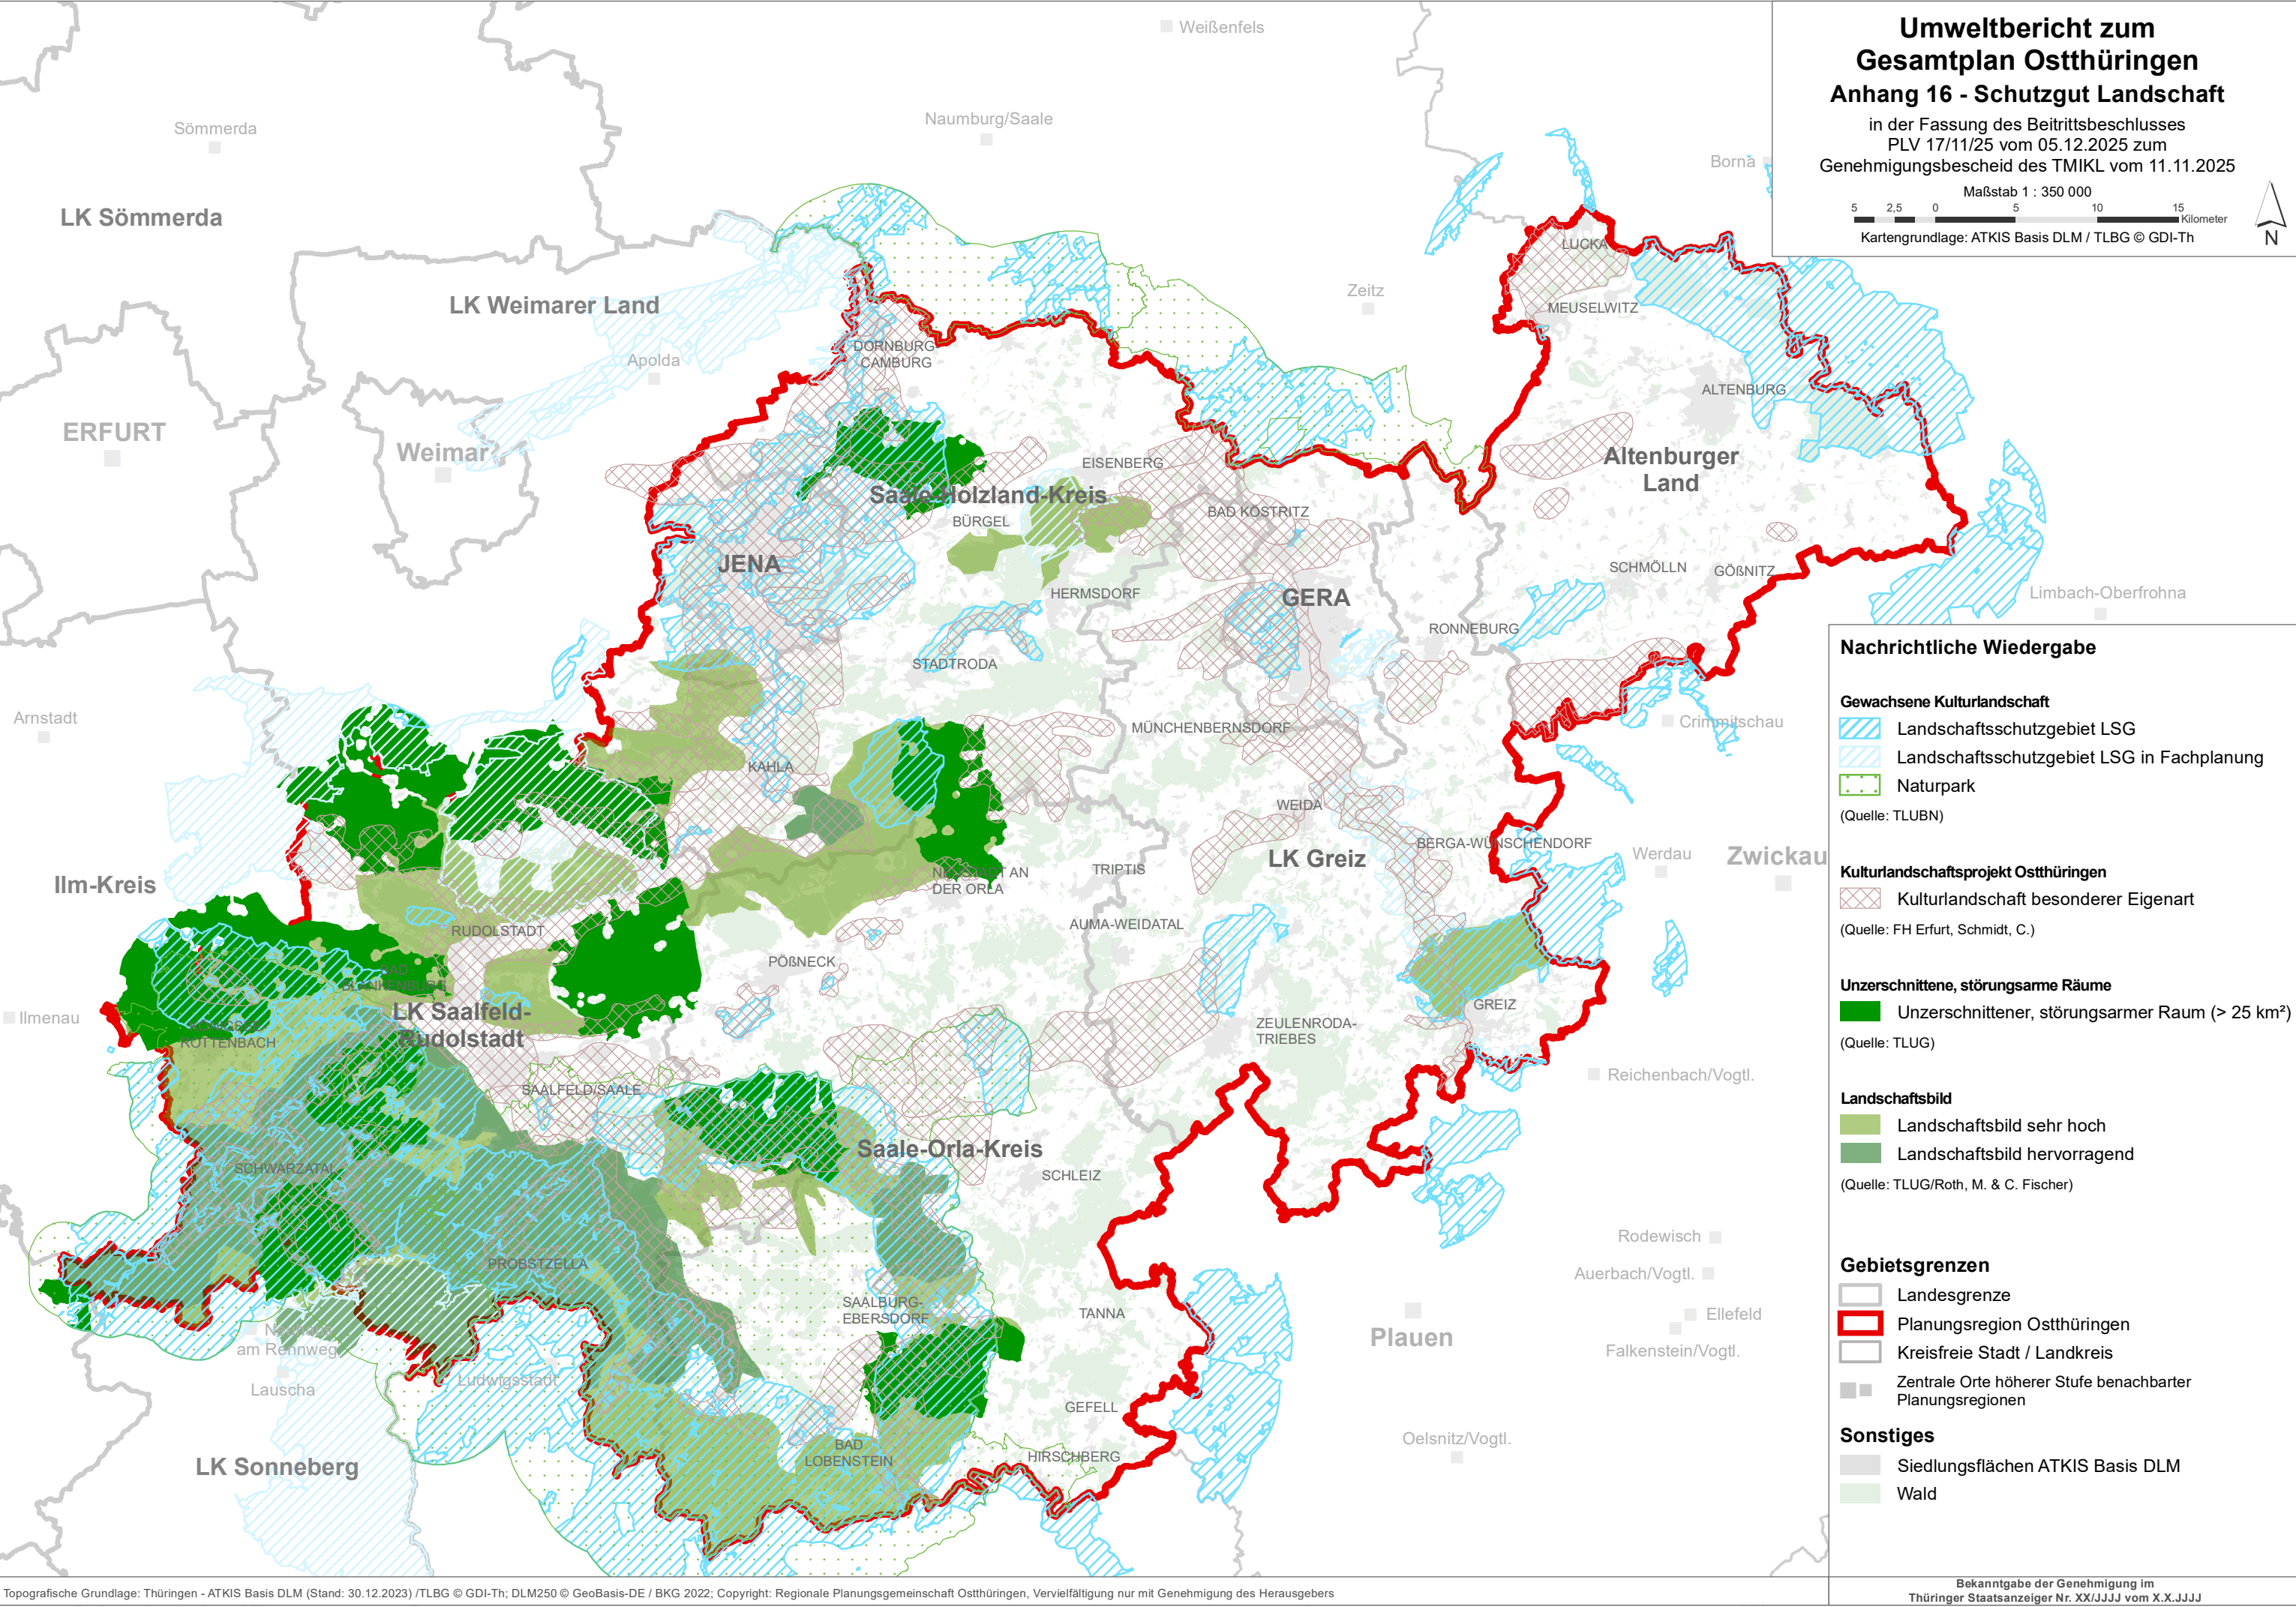 Umweltbericht zum
Gesamtplan Ostthüringen
Anhang 16 - Schutzgut Landschaft
in der Fassung des Beitrittsbeschlusses
PLV 17/11/25 vom 05.12.2025 zum
Genehmigungsbescheid des TMIKL vom 11.11.2025
Maßstab 1 : 350 000
5 2,5 0 5 10 15
Kilometer
Kartengrundlage: ATKIS Basis DLM / TLBG © GDI-Th
N
Weißenfels
Naumburg/Saale
Sömmerda
Borna
LK Sömmerda
LUCKA
Zeitz
LK Weimarer Land
MEUSELWITZ
DORNBURG
CAMBURG
Apolda
ALTENBURG
ERFURT
Weimar
Altenburger
Land
EISENBERG
Saale-Holzland-Kreis
BÜRGEL
BAD KÖSTRITZ
JENA
SCHMÖLLN
GÖßNITZ
HERMSDORF
GERA
Limbach-Oberfrohna
RONNEBURG
STADTRODA
Arnstadt
Crimmitschau
MÜNCHENBERNSDORF
KAHLA
WEIDA
BERGA-WÜNSCHENDORF
Werdau
Zwickau
LK Greiz
TRIPTIS
NEUSTADT AN
DER ORLA
Ilm-Kreis
AUMA-WEIDATAL
RUDOLSTADT
PÖßNECK
BAD
BLANKENBURG
LK Saalfeld-
Rudolstadt
GREIZ
Ilmenau
ROTTENBACH
ZEULENRODA-
TRIEBES
Reichenbach/Vogtl.
SAALFELD/SAALE
Saale-Orla-Kreis
SCHWARZATAL
SCHLEIZ
Rodewisch
PROBSTZELLA
Auerbach/Vogtl.
SAALBURG-
EBERSDORF
TANNA
Ellefeld
Plauen
am Rennweg
Falkenstein/Vogtl.
Ludwigsstadt
Lauscha
GEFELL
Oelsnitz/Vogtl.
BAD
LOBENSTEIN
HIRSCHBERG
LK Sonneberg
Nachrichtliche Wiedergabe
Gewachsene Kulturlandschaft
Landschaftsschutzgebiet LSG
Landschaftsschutzgebiet LSG in Fachplanung
Naturpark
(Quelle: TLUBN)
Kulturlandschaftsprojekt Ostthüringen
Kulturlandschaft besonderer Eigenart
(Quelle: FH Erfurt, Schmidt, C.)
Unzerschnittene, störungsarme Räume
Unzerschnittener, störungsarmer Raum (> 25 km²)
(Quelle: TLUG)
Landschaftsbild
Landschaftsbild sehr hoch
Landschaftsbild hervorragend
(Quelle: TLUG/Roth, M. & C. Fischer)
Gebietsgrenzen
Landesgrenze
Planungsregion Ostthüringen
Kreisfreie Stadt / Landkreis
Zentrale Orte höherer Stufe benachbarter
Planungsregionen
Sonstiges
Siedlungsflächen ATKIS Basis DLM
Wald
Topografische Grundlage: Thüringen - ATKIS Basis DLM (Stand: 30.12.2023) /TLBG © GDI-Th; DLM250 © GeoBasis-DE / BKG 2022; Copyright: Regionale Planungsgemeinschaft Ostthüringen, Vervielfältigung nur mit Genehmigung des Herausgebers
Bekanntgabe der Genehmigung im
Thüringer Staatsanzeiger Nr. XX/JJJJ vom X.X.JJJJ